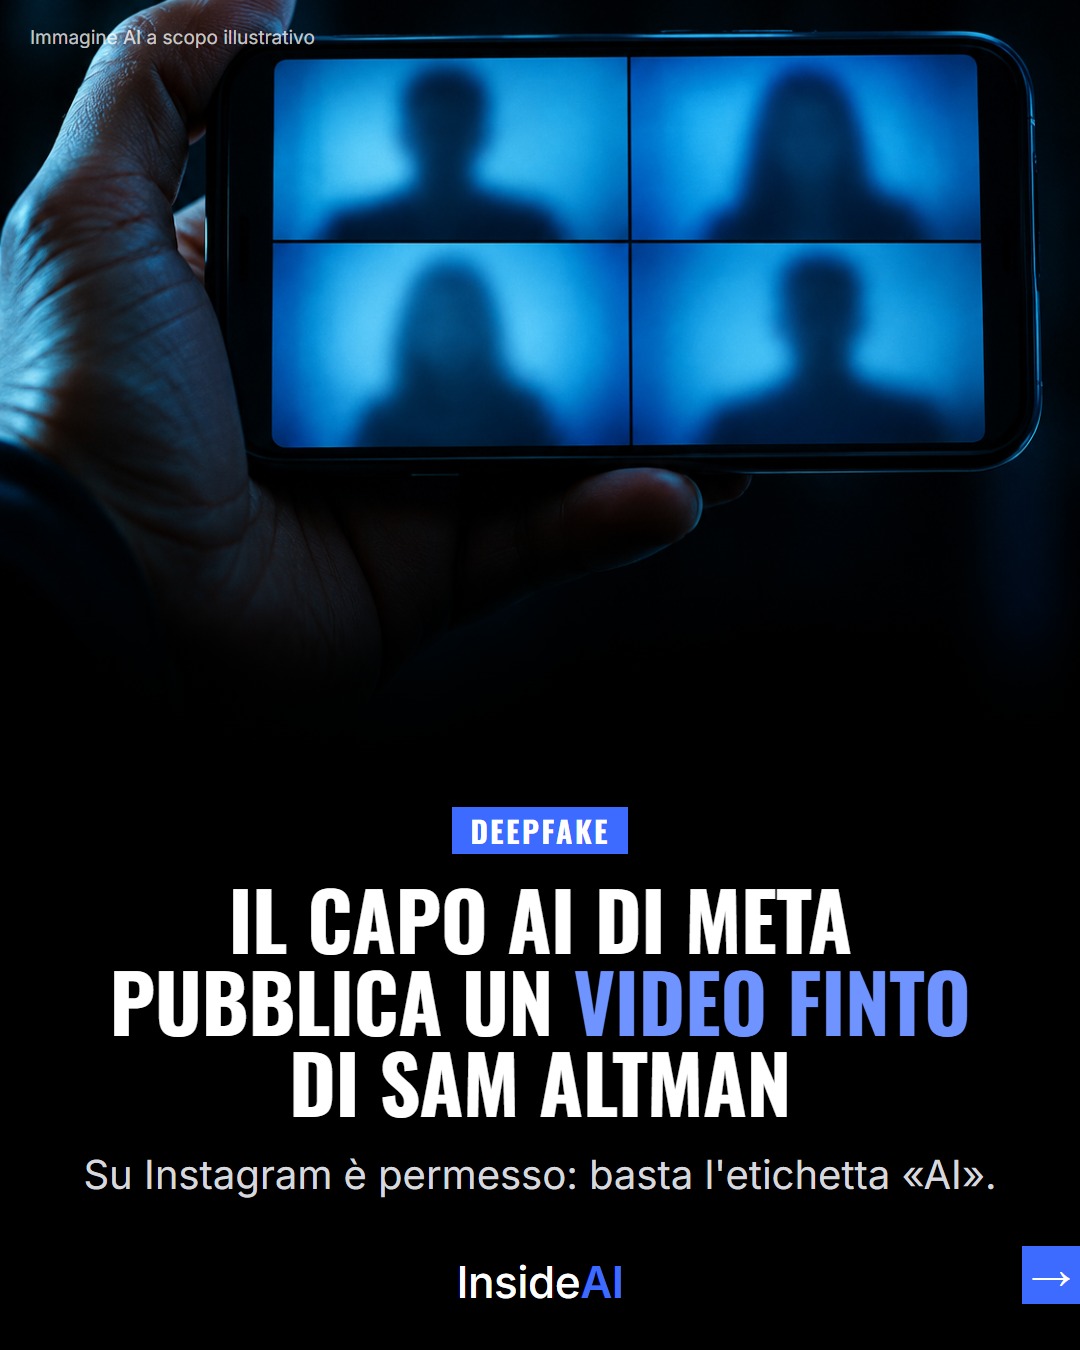 Immagine AI a scopo illustrativo
DEEPFAKE
IL CAPO AI DI META
PUBBLICA UN VIDEO FINTO
DI SAM ALTMAN
Su Instagram è permesso: basta l'etichetta «AI».
InsideAI
→